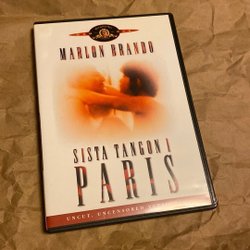 MARLON BRANDO
SISTA TANGON I
PARIS
UNCUT, UNCENSORED